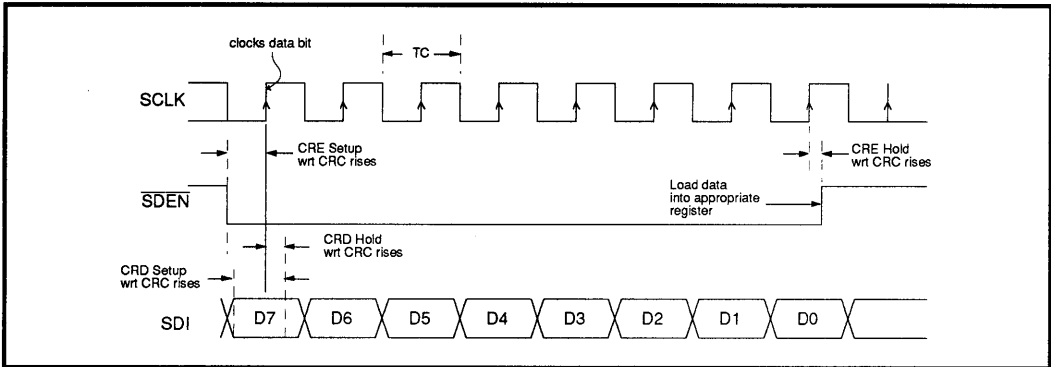 clocks data bit
TC
SCLK
CRE Setup
wrt CRC rises
CRE Hold
wrt CRC rises
SDEN
Load data
into appropriate
register
CRD Hold
wrt CRC rises
CRD Setup
wrt CRC rises
SDI
D7
D6
D5
D4
D3
D2
D1
D0